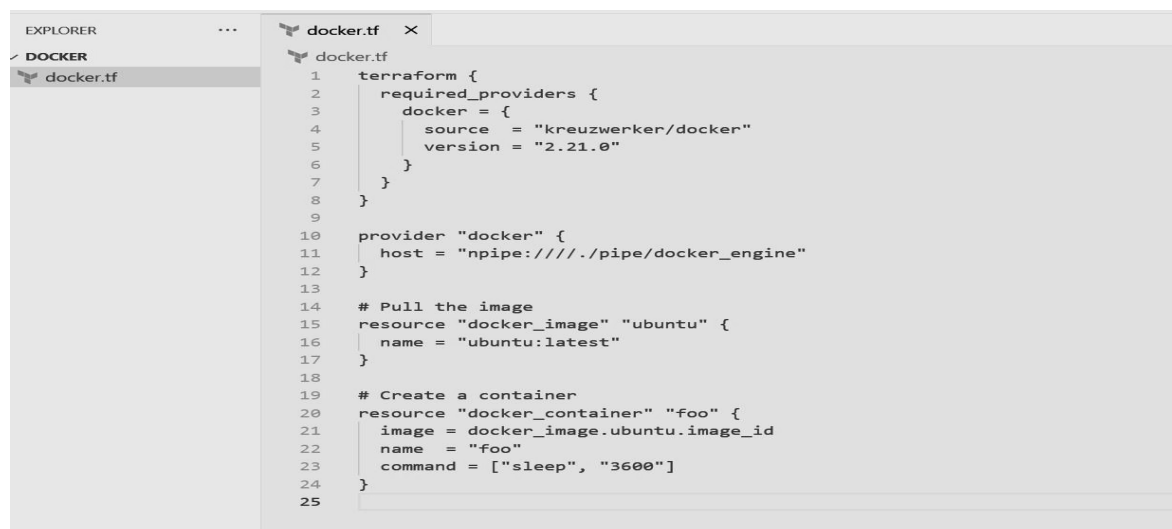 EXPLORER ...
DOCKER
docker.tf
docker.tf ×
docker.tf
1 terraform {
2   required_providers {
3     docker = {
4       source  = "kreuzwerker/docker"
5       version = "2.21.0"
6     }
7   }
8 }
9
10 provider "docker" {
11   host = "npipe:////./pipe/docker_engine"
12 }
13
14 # Pull the image
15 resource "docker_image" "ubuntu" {
16   name = "ubuntu:latest"
17 }
18
19 # Create a container
20 resource "docker_container" "foo" {
21   image = docker_image.ubuntu.image_id
22   name  = "foo"
23   command = ["sleep", "3600"]
24 }
25